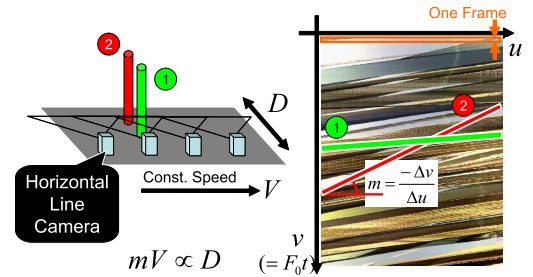 2
1
D
Horizontal
Line
Camera
Const. Speed
V
mV ∝ D
One Frame
u
1
2
m = −Δv / Δu
v
(= F₀t)